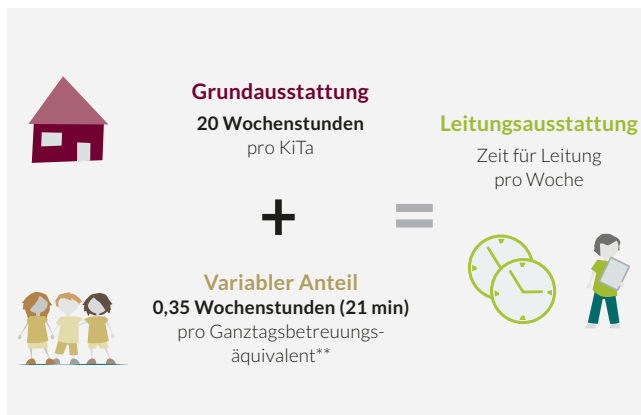 Grundausstattung
20 Wochenstunden
pro KiTa
+
Variabler Anteil
0,35 Wochenstunden (21 min)
pro Ganztagsbetreuungs-
äquivalent**
=
Leitungsausstattung
Zeit für Leitung
pro Woche